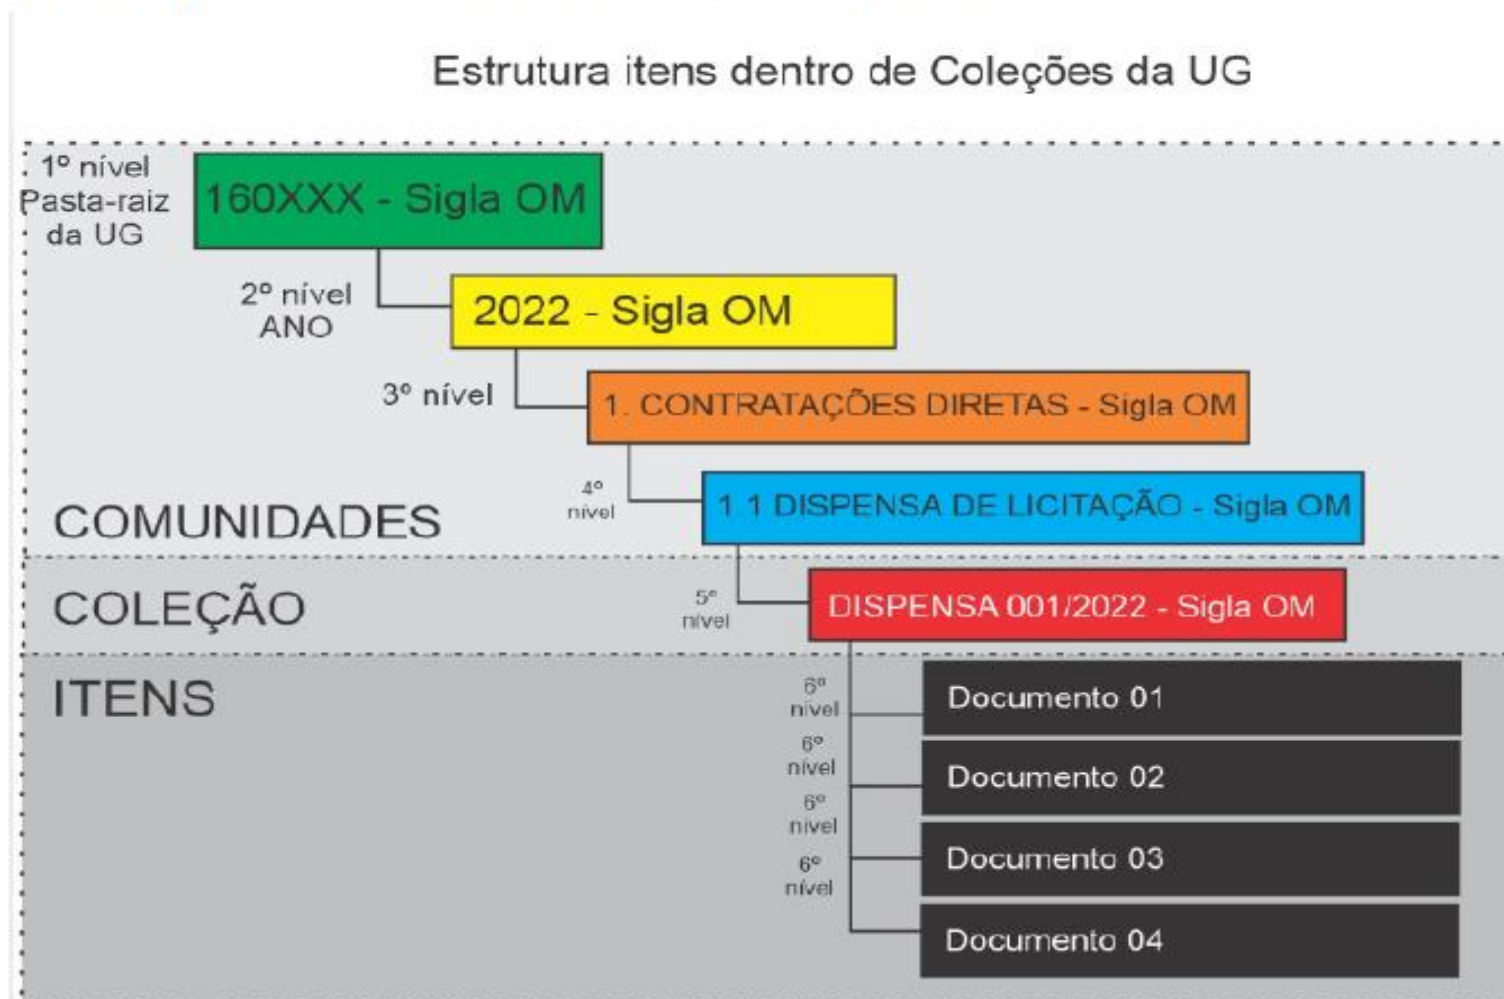 Estrutura itens dentro de Coleções da UG
1º nível
Pasta-raiz
da UG
160XXX - Sigla OM
2º nível
ANO
2022 - Sigla OM
3º nível
1. CONTRATAÇÕES DIRETAS - Sigla OM
4º
nível
1.1 DISPENSA DE LICITAÇÃO - Sigla OM
COMUNIDADES
COLEÇÃO
5º
nível
DISPENSA 001/2022 - Sigla OM
ITENS
6º
nível
Documento 01
6º
nível
Documento 02
6º
nível
Documento 03
6º
nível
Documento 04